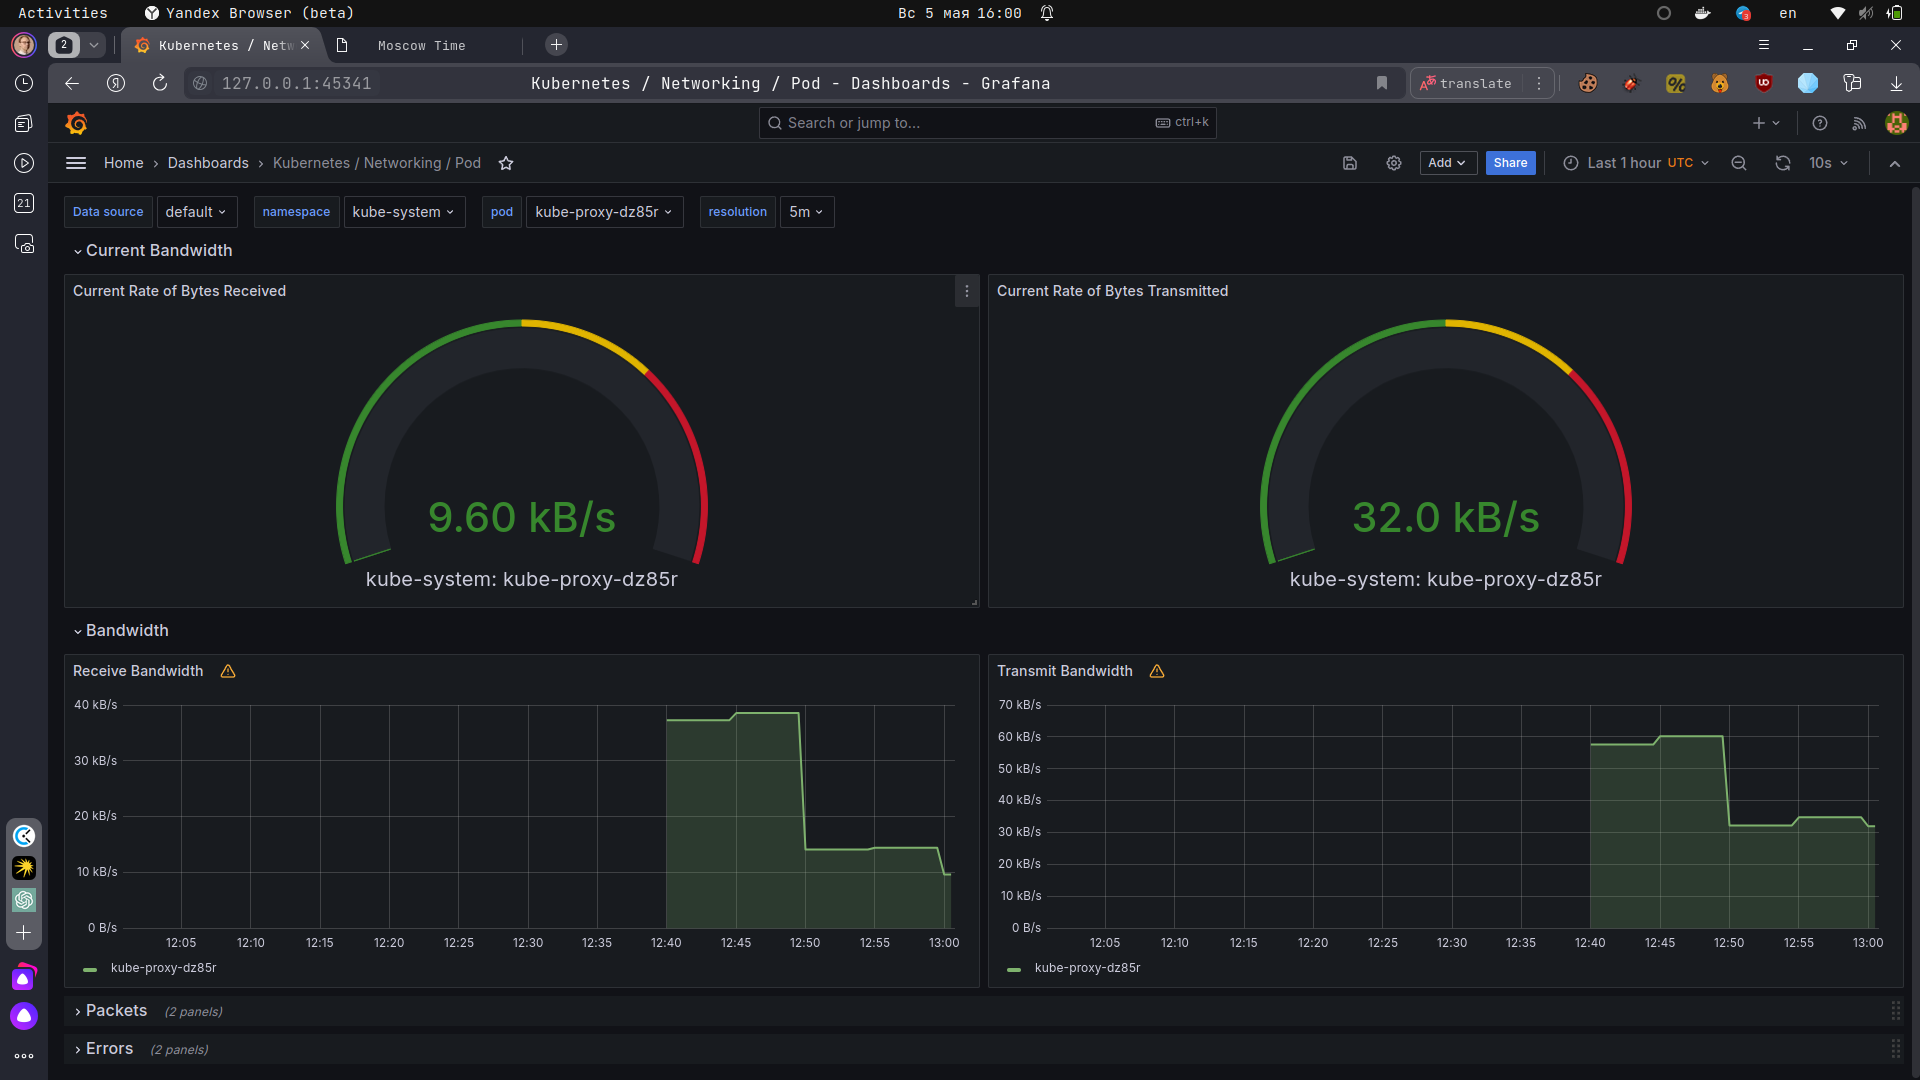 Activities Yandex Browser (beta) Вс 5 мая 16:00 en
2 Kubernetes / Netw Moscow Time
127.0.0.1:45341 Kubernetes / Networking / Pod - Dashboards - Grafana translate
Search or jump to... ctrl+k
Home › Dashboards › Kubernetes / Networking / Pod Add Share Last 1 hour UTC 10s
21
Data source default namespace kube-system pod kube-proxy-dz85r resolution 5m
Current Bandwidth
Current Rate of Bytes Received
9.60 kB/s
kube-system: kube-proxy-dz85r
Current Rate of Bytes Transmitted
32.0 kB/s
kube-system: kube-proxy-dz85r
Bandwidth
Receive Bandwidth
40 kB/s
30 kB/s
20 kB/s
10 kB/s
0 B/s
12:05 12:10 12:15 12:20 12:25 12:30 12:35 12:40 12:45 12:50 12:55 13:00
kube-proxy-dz85r
Transmit Bandwidth
70 kB/s
60 kB/s
50 kB/s
40 kB/s
30 kB/s
20 kB/s
10 kB/s
0 B/s
12:05 12:10 12:15 12:20 12:25 12:30 12:35 12:40 12:45 12:50 12:55 13:00
kube-proxy-dz85r
Packets (2 panels)
Errors (2 panels)